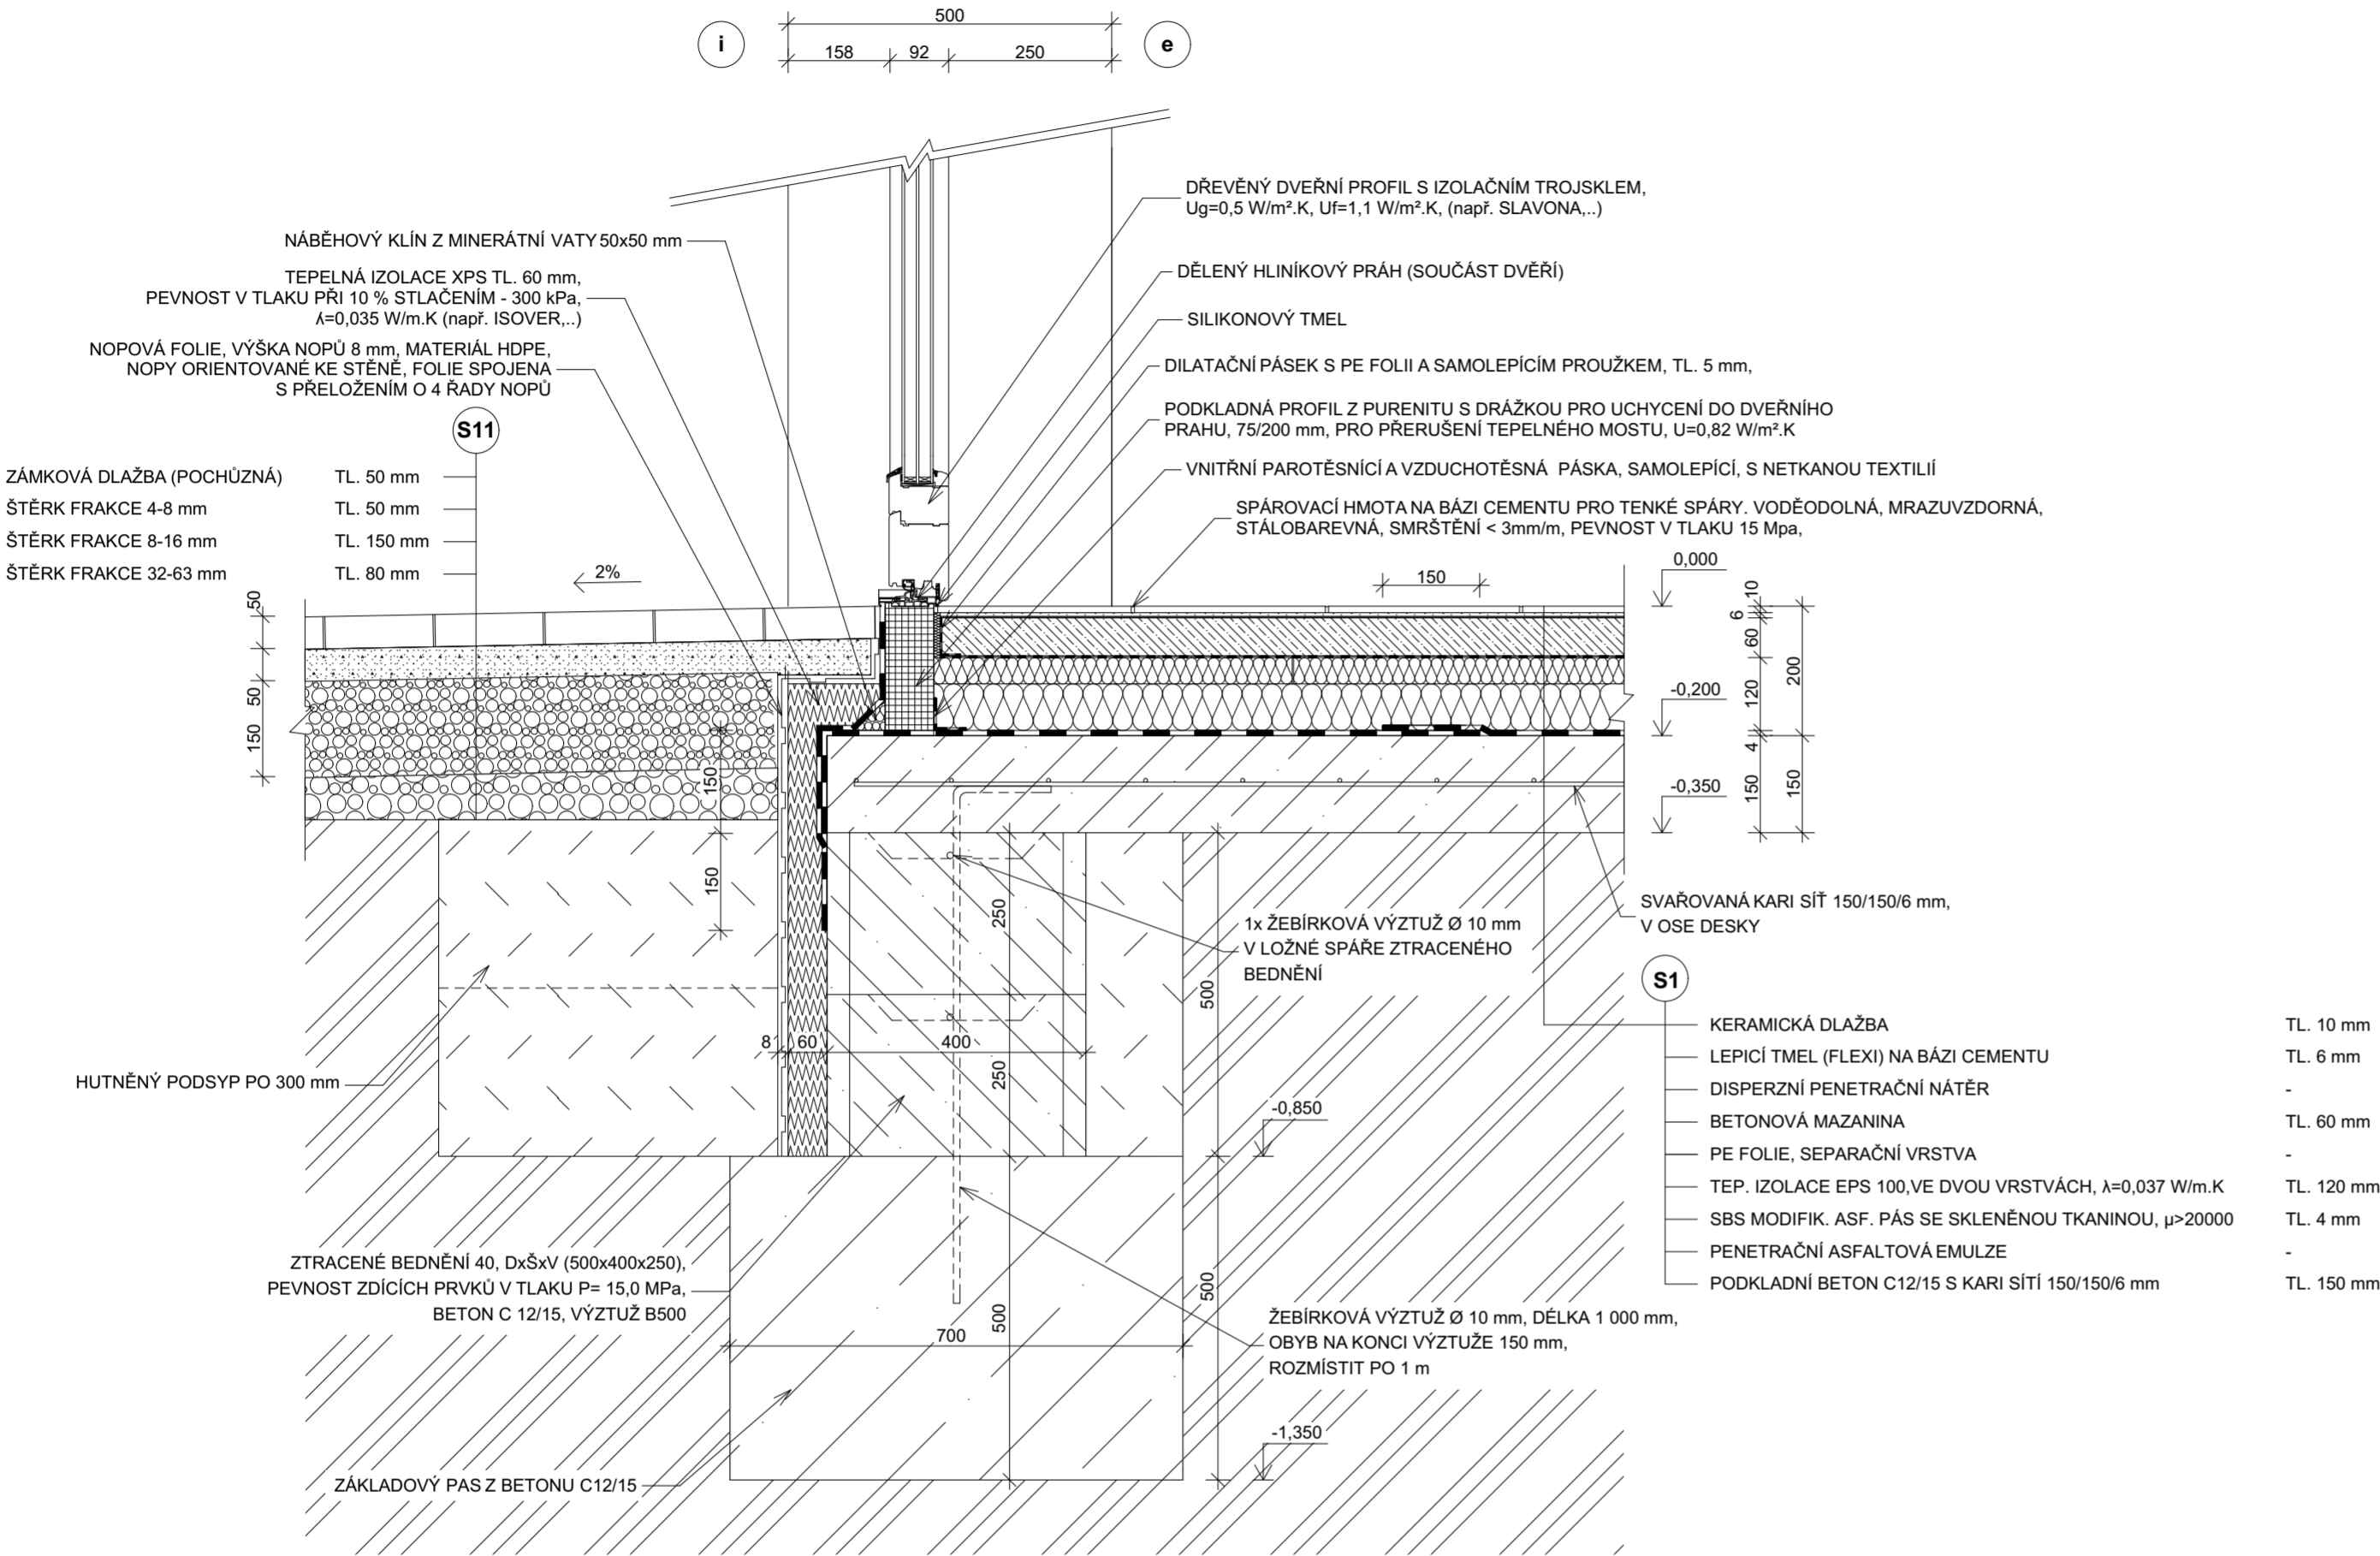 500
i
e
158
92
250
DŘEVĚNÝ DVEŘNÍ PROFIL S IZOLAČNÍM TROJSKLEM,
Ug=0,5 W/m².K, Uf=1,1 W/m².K, (např. SLAVONA,..)
NÁBĚHOVÝ KLÍN Z MINERÁTNÍ VATY 50x50 mm
TEPELNÁ IZOLACE XPS TL. 60 mm,
PEVNOST V TLAKU PŘI 10 % STLAČENÍM - 300 kPa,
λ=0,035 W/m.K (např. ISOVER,..)
DĚLENÝ HLINÍKOVÝ PRÁH (SOUČÁST DVEŘÍ)
SILIKONOVÝ TMEL
NOPOVÁ FOLIE, VÝŠKA NOPŮ 8 mm, MATERIÁL HDPE,
NOPY ORIENTOVANÉ KE STĚNĚ, FOLIE SPOJENA
S PŘELOŽENÍM O 4 ŘADY NOPŮ
DILATAČNÍ PÁSEK S PE FOLII A SAMOLEPÍCÍM PROUŽKEM, TL. 5 mm,
PODKLADNÁ PROFIL Z PURENITU S DRÁŽKOU PRO UCHYCENÍ DO DVEŘNÍHO
PRAHU, 75/200 mm, PRO PŘERUŠENÍ TEPELNÉHO MOSTU, U=0,82 W/m².K
S11
VNITŘNÍ PAROTĚSNÍCÍ A VZDUCHOTĚSNÁ PÁSKA, SAMOLEPÍCÍ, S NETKANOU TEXTILIÍ
ZÁMKOVÁ DLAŽBA (POCHŮZNÁ) TL. 50 mm
ŠTĚRK FRAKCE 4-8 mm TL. 50 mm
ŠTĚRK FRAKCE 8-16 mm TL. 150 mm
ŠTĚRK FRAKCE 32-63 mm TL. 80 mm
SPÁROVACÍ HMOTA NA BÁZI CEMENTU PRO TENKÉ SPÁRY. VODĚODOLNÁ, MRAZUVZDORNÁ,
STÁLOBAREVNÁ, SMRŠTĚNÍ < 3mm/m, PEVNOST V TLAKU 15 Mpa,
2%
150
0,000
50
50
150
10
6
60
120
4
150
200
150
-0,200
-0,350
150
150
250
SVAŘOVANÁ KARI SÍŤ 150/150/6 mm,
V OSE DESKY
1x ŽEBÍRKOVÁ VÝZTUŽ Ø 10 mm
V LOŽNÉ SPÁŘE ZTRACENÉHO
BEDNĚNÍ
500
8
60
400
250
S1
KERAMICKÁ DLAŽBA TL. 10 mm
LEPICÍ TMEL (FLEXI) NA BÁZI CEMENTU TL. 6 mm
DISPERZNÍ PENETRAČNÍ NÁTĚR -
BETONOVÁ MAZANINA TL. 60 mm
PE FOLIE, SEPARAČNÍ VRSTVA -
TEP. IZOLACE EPS 100,VE DVOU VRSTVÁCH, λ=0,037 W/m.K TL. 120 mm
SBS MODIFIK. ASF. PÁS SE SKLENĚNOU TKANINOU, µ>20000 TL. 4 mm
PENETRAČNÍ ASFALTOVÁ EMULZE -
PODKLADNÍ BETON C12/15 S KARI SÍTÍ 150/150/6 mm TL. 150 mm
HUTNĚNÝ PODSYP PO 300 mm
-0,850
ZTRACENÉ BEDNĚNÍ 40, DxŠxV (500x400x250),
PEVNOST ZDÍCÍCH PRVKŮ V TLAKU P= 15,0 MPa,
BETON C 12/15, VÝZTUŽ B500
500
500
700
ŽEBÍRKOVÁ VÝZTUŽ Ø 10 mm, DÉLKA 1 000 mm,
OBYB NA KONCI VÝZTUŽE 150 mm,
ROZMÍSTIT PO 1 m
-1,350
ZÁKLADOVÝ PAS Z BETONU C12/15